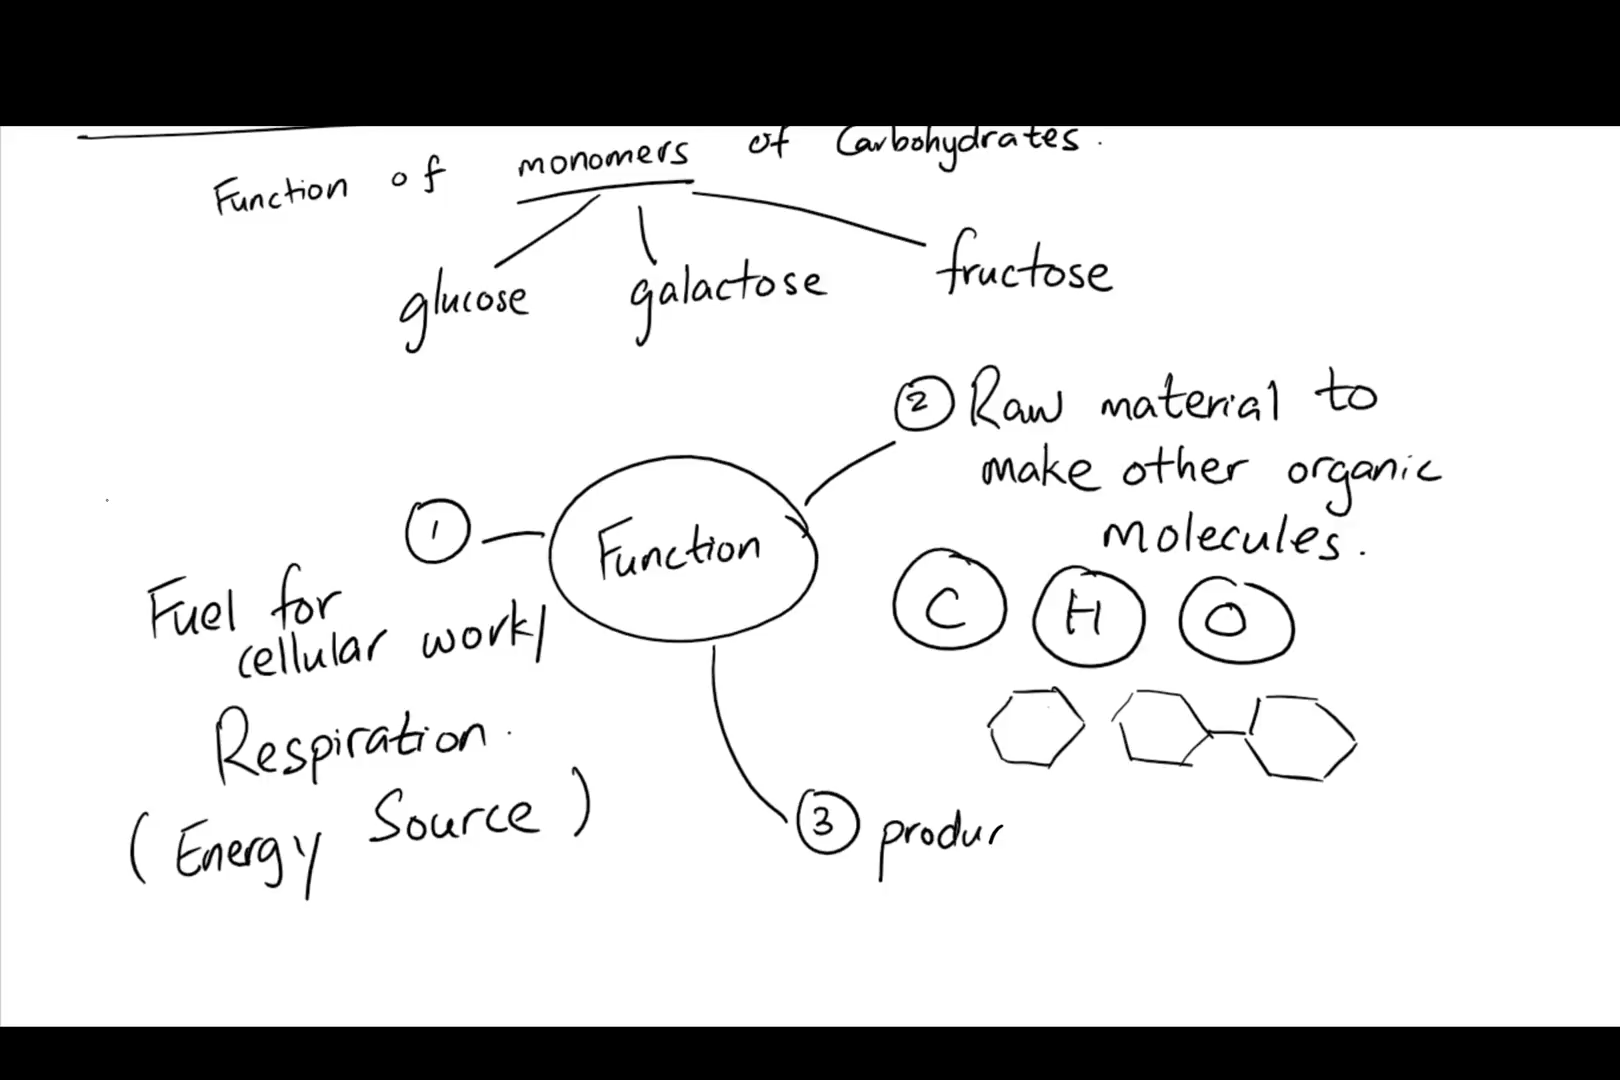 Function of monomers of Carbohydrates.
glucose galactose fructose
② Raw material to
make other organic
molecules.
①
Function
C H O
Fuel for
cellular work/
Respiration.
(Energy Source)
③ produr